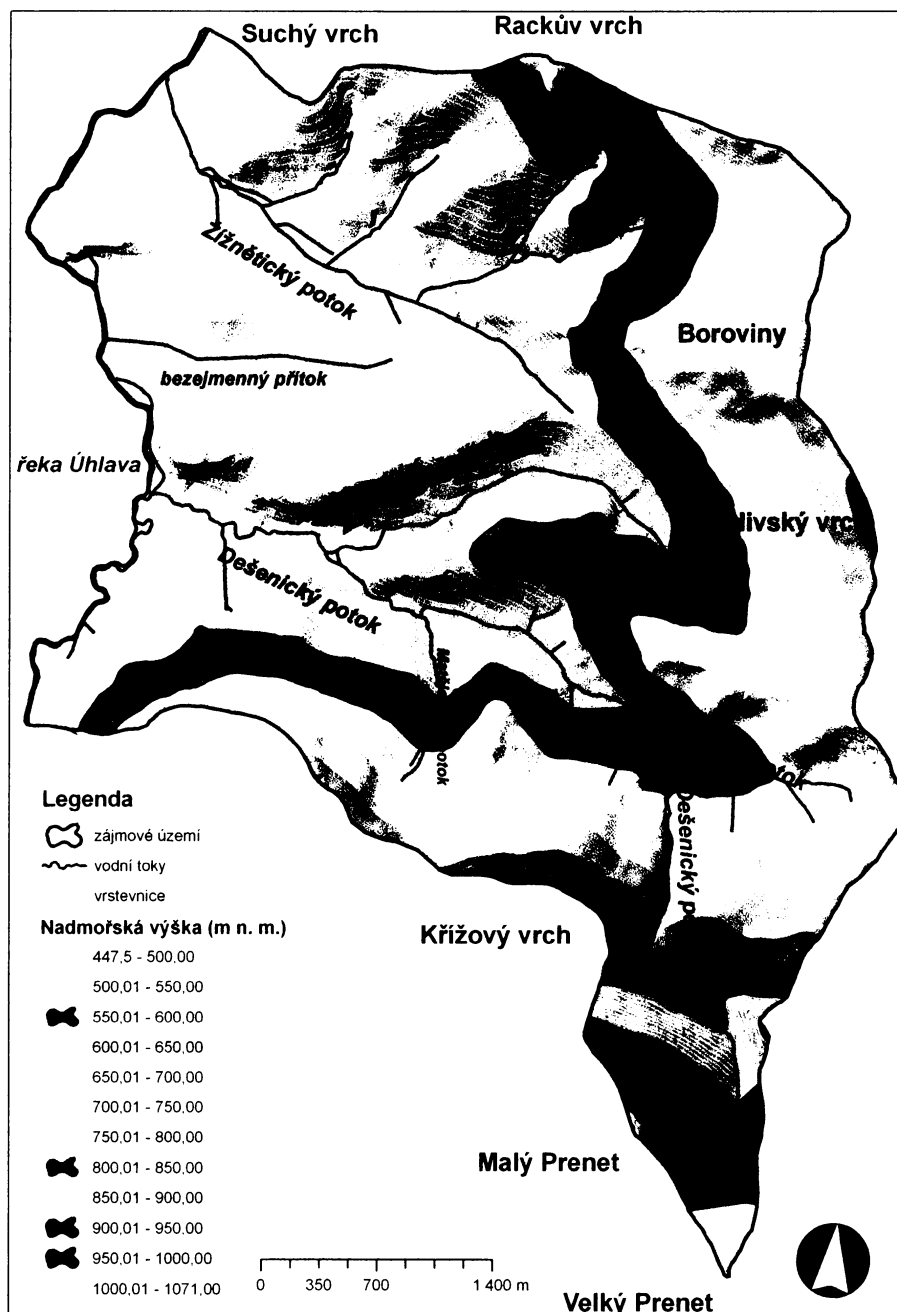 Suchý vrch
Rackův vrch
Žížnětický potok
Boroviny
bezejmenný přítok
řeka Úhlava
Dešenický potok
potok
Dešenický
Legenda
zájmové území
vodní toky
vrstevnice
Nadmořská výška (m n. m.)
447,5 - 500,00
500,01 - 550,00
550,01 - 600,00
600,01 - 650,00
650,01 - 700,00
700,01 - 750,00
750,01 - 800,00
800,01 - 850,00
850,01 - 900,00
900,01 - 950,00
950,01 - 1000,00
1000,01 - 1071,00
Křížový vrch
Malý Prenet
0 350 700 1 400 m
Velký Prenet